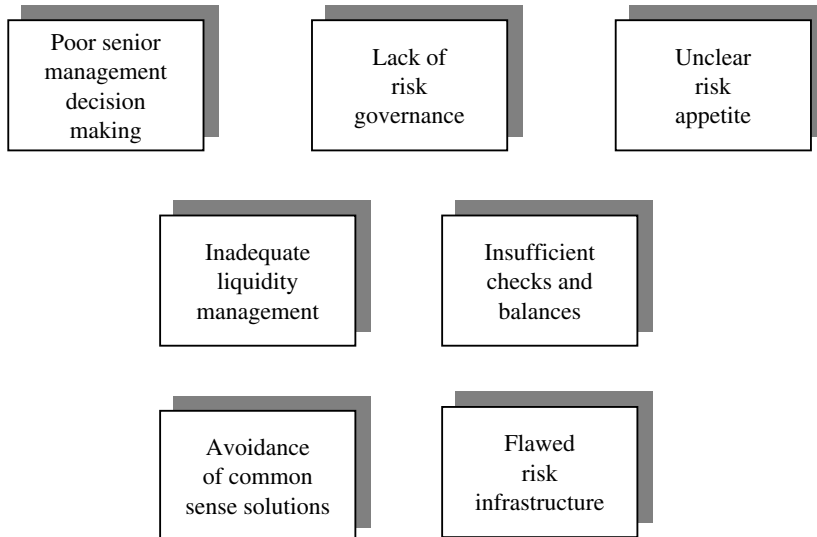 Poor senior
management
decision
making
Lack of
risk
governance
Unclear
risk
appetite
Inadequate
liquidity
management
Insufficient
checks and
balances
Avoidance
of common
sense solutions
Flawed
risk
infrastructure